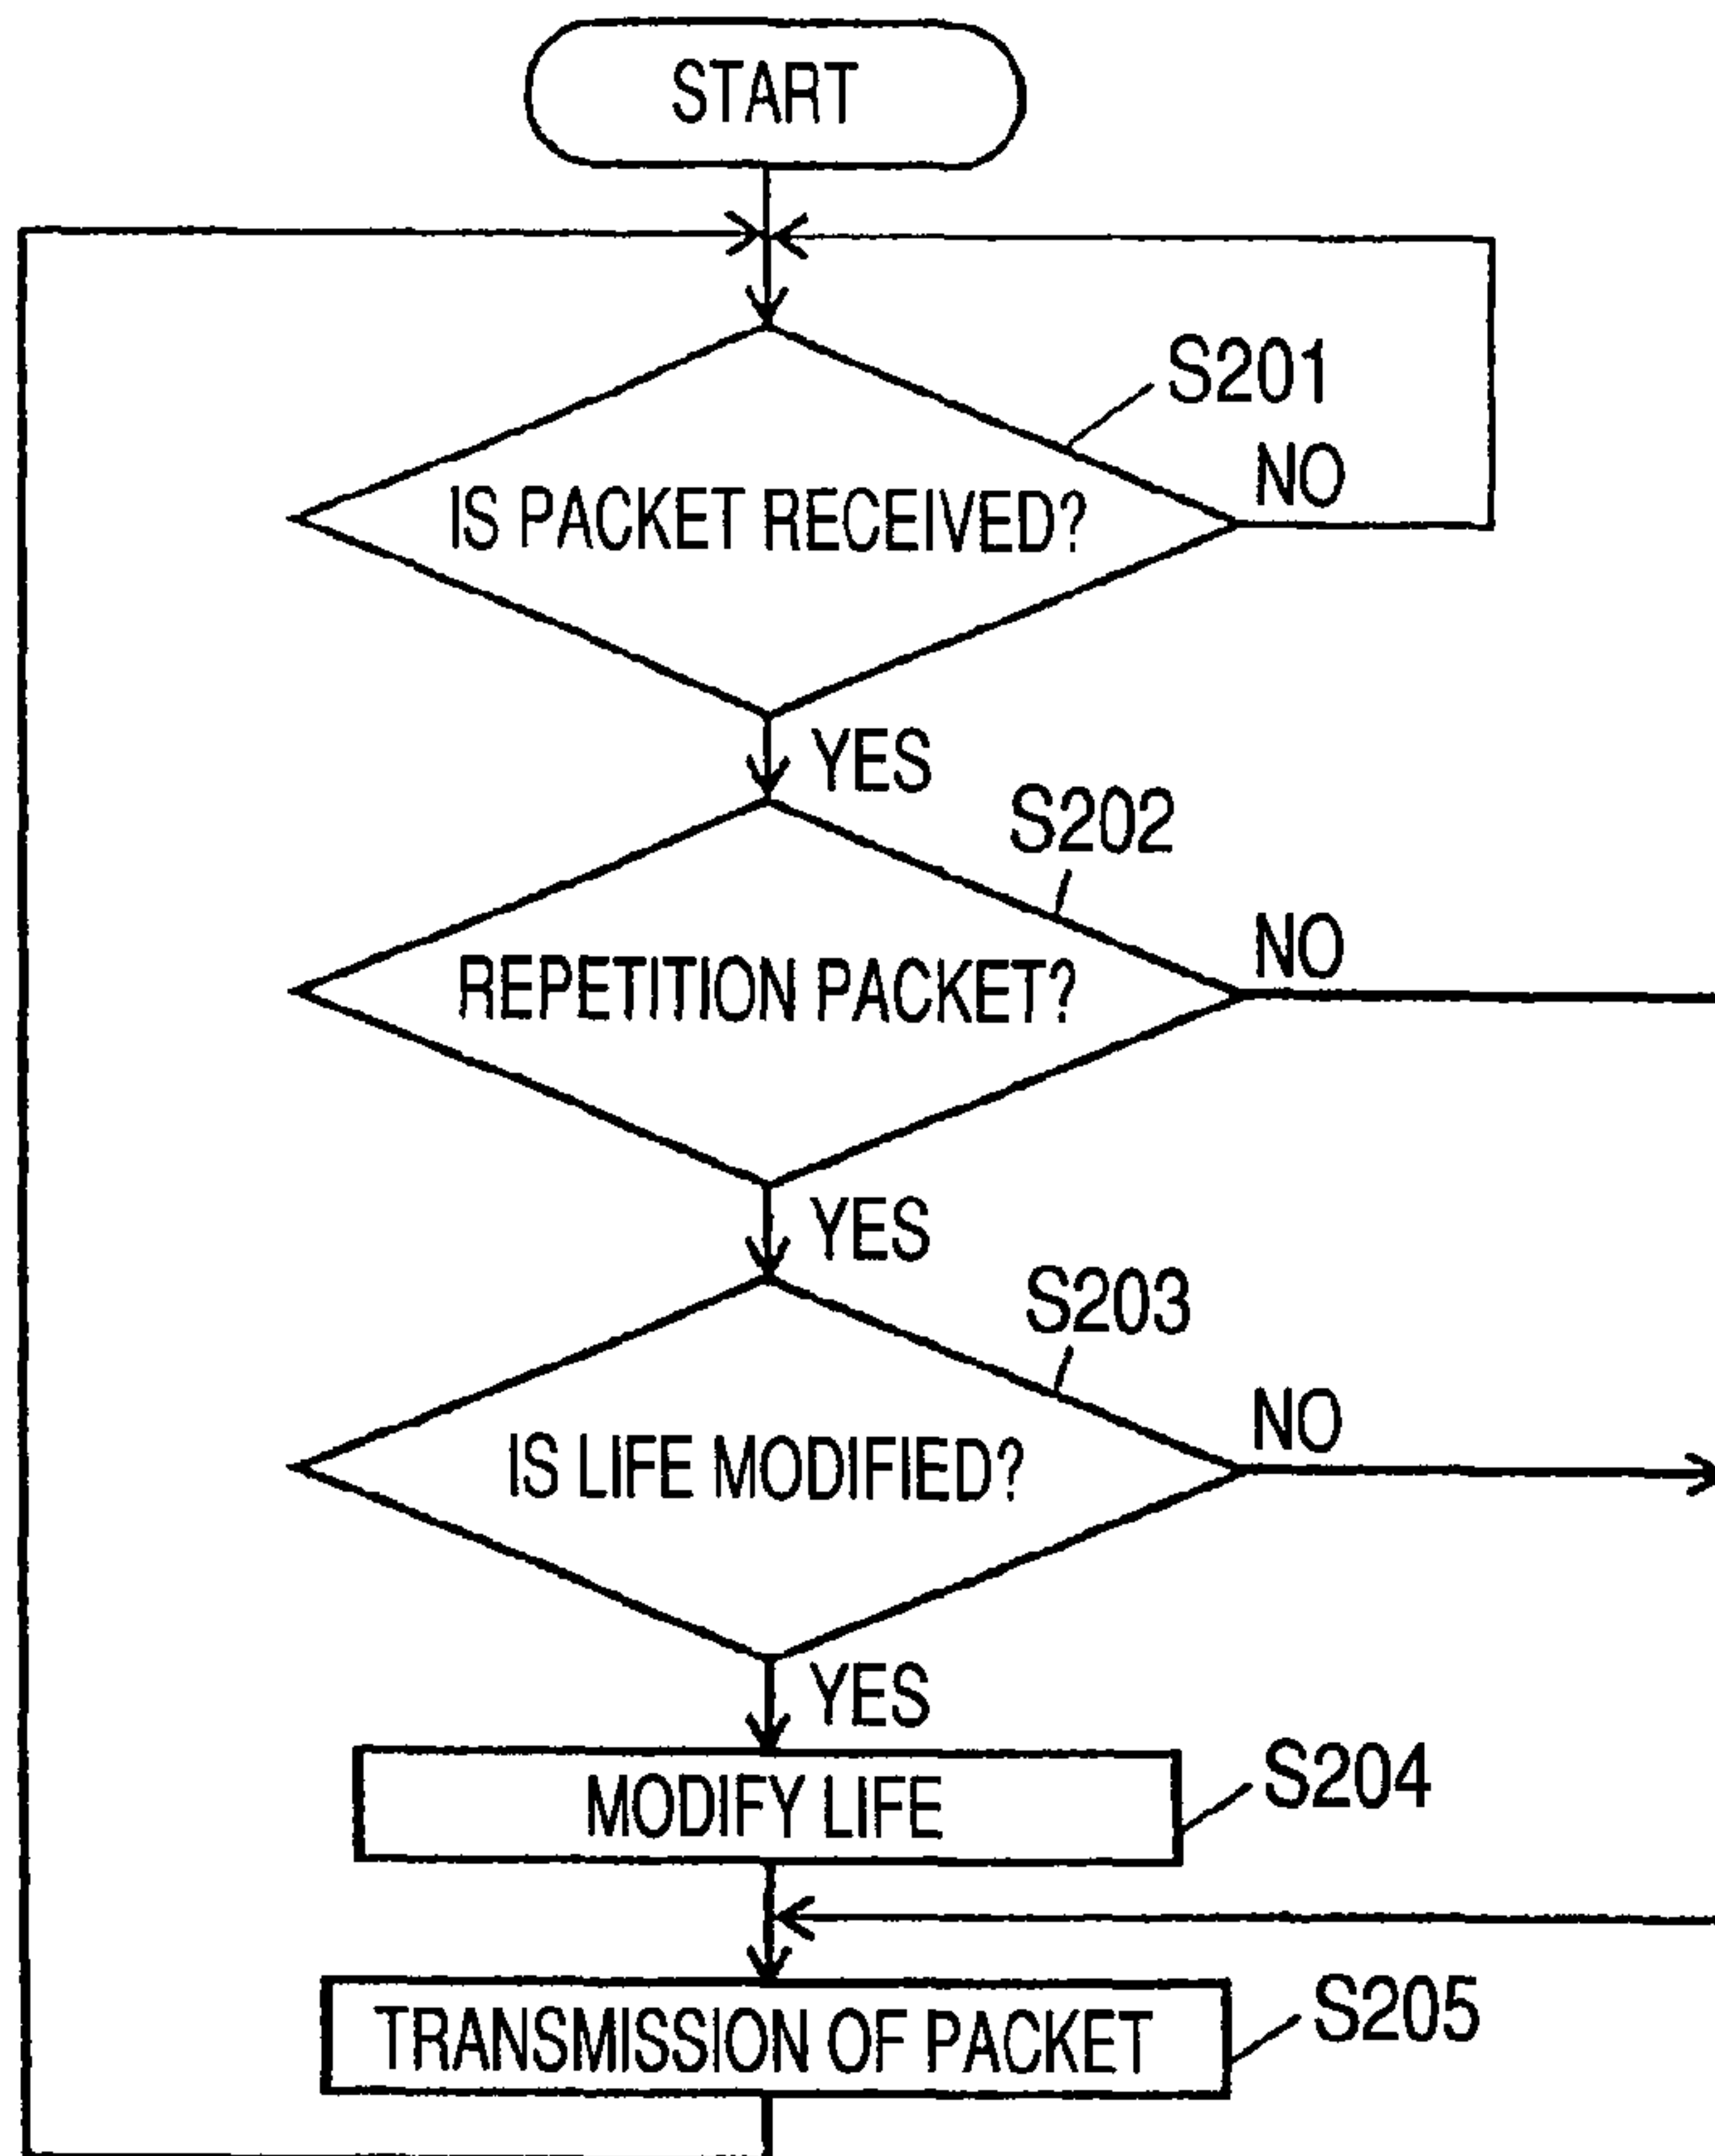 START
S201
NO
IS PACKET RECEIVED?
YES
S202
NO
REPETITION PACKET?
YES
S203
NO
IS LIFE MODIFIED?
YES
MODIFY LIFE
S204
TRANSMISSION OF PACKET
S205